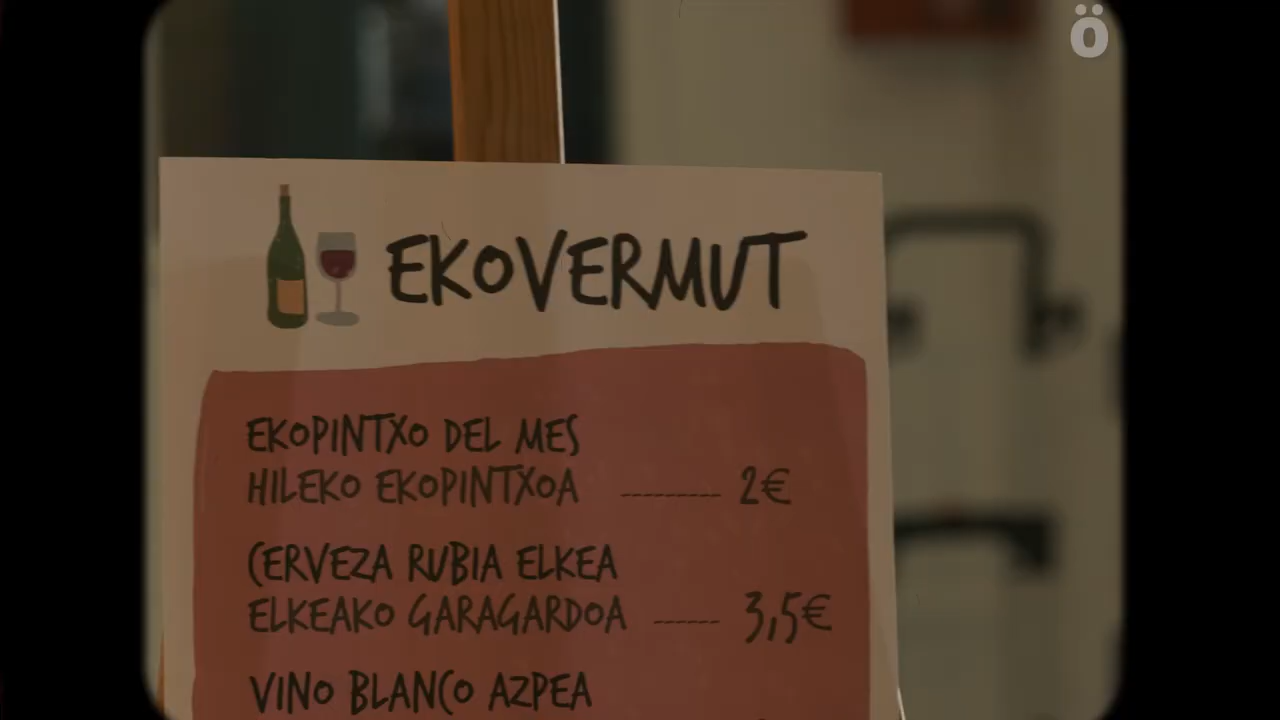 ö
EKOVERMUT
EKOPINTXO DEL MES
HILEKO EKOPINTXOA --------- 2€
CERVEZA RUBIA ELKEA
ELKEAKO GARAGARDOA ------ 3,5€
VINO BLANCO AZPEA